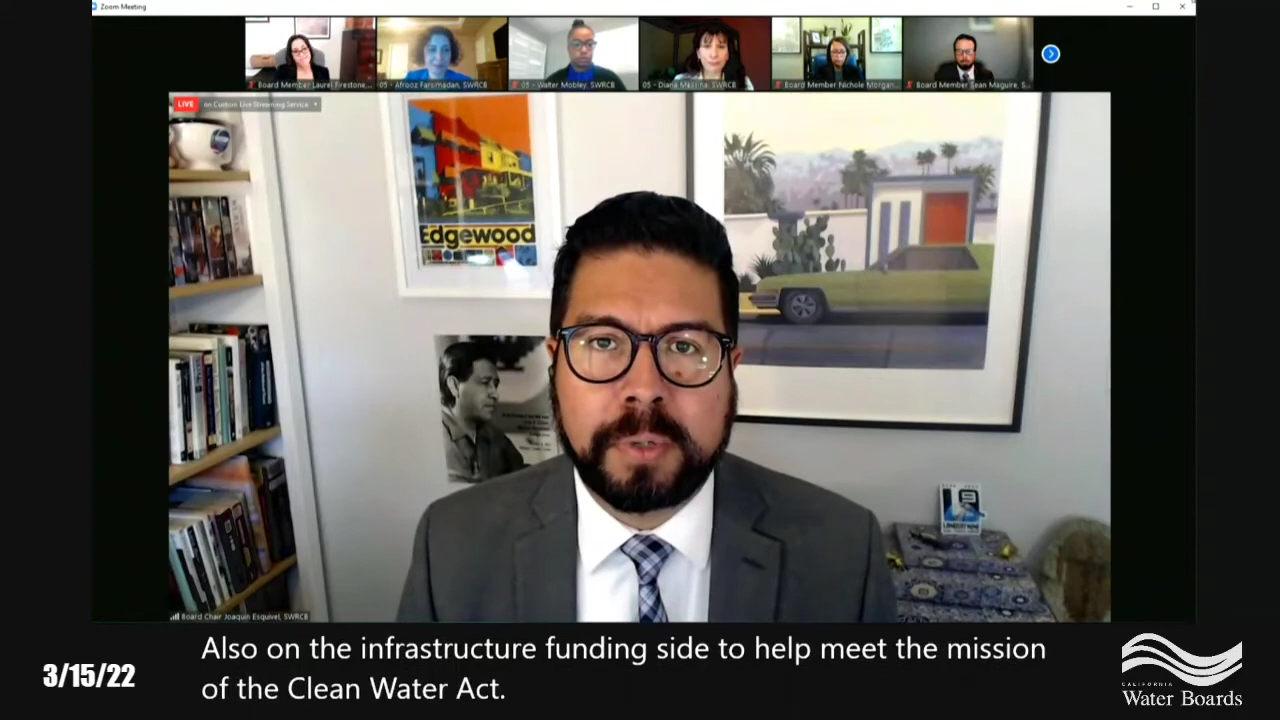 Zoom Meeting
Board Member Laurel Firestone,...
05 - Afrooz Farsimadan, SWRCB
05 - Walter Mobley, SWRCB
05 - Diana Messina, SWRCB
Board Member Nichole Morgan...
Board Member Sean Maguire, S...
LIVE on Custom Live Streaming Service
Edgewood
Board Chair Joaquin Esquivel, SWRCB
Also on the infrastructure funding side to help meet the mission
of the Clean Water Act.
3/15/22
CALIFORNIA
Water Boards